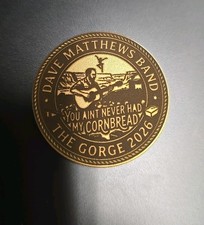 DAVE MATTHEWS BAND
YOU AINT NEVER HAD
MY CORNBREAD
THE GORGE 2026